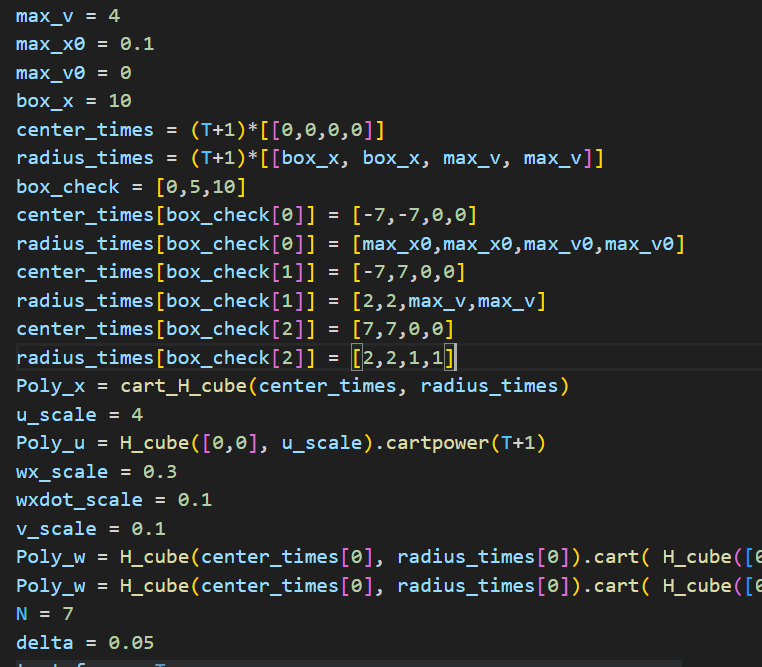 max_v = 4
max_x0 = 0.1
max_v0 = 0
box_x = 10
center_times = (T+1)*[[0,0,0,0]]
radius_times = (T+1)*[[box_x, box_x, max_v, max_v]]
box_check = [0,5,10]
center_times[box_check[0]] = [-7,-7,0,0]
radius_times[box_check[0]] = [max_x0,max_x0,max_v0,max_v0]
center_times[box_check[1]] = [-7,7,0,0]
radius_times[box_check[1]] = [2,2,max_v,max_v]
center_times[box_check[2]] = [7,7,0,0]
radius_times[box_check[2]] = [2,2,1,1]
Poly_x = cart_H_cube(center_times, radius_times)
u_scale = 4
Poly_u = H_cube([0,0], u_scale).cartpower(T+1)
wx_scale = 0.3
wxdot_scale = 0.1
v_scale = 0.1
Poly_w = H_cube(center_times[0], radius_times[0]).cart( H_cube([0
Poly_w = H_cube(center_times[0], radius_times[0]).cart( H_cube([0
N = 7
delta = 0.05